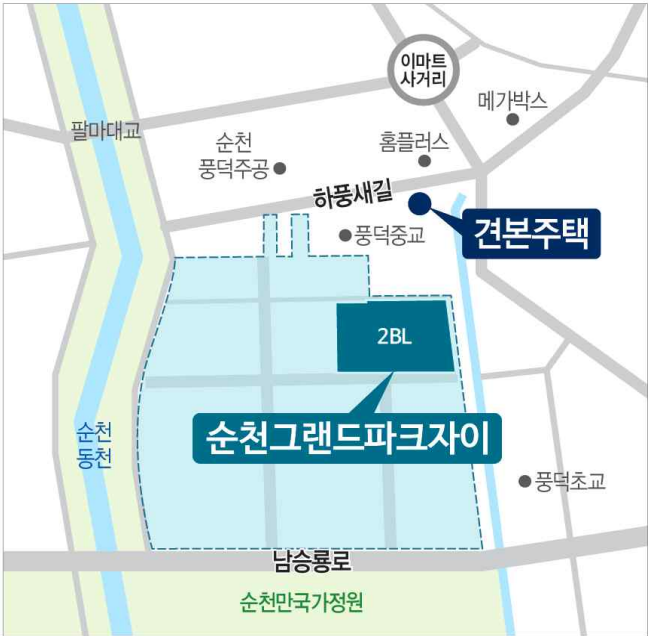 이마트
사거리
메가박스
팔마대교
순천
풍덕주공
홈플러스
하풍새길
견본주택
풍덕중교
2BL
순천그랜드파크자이
순천
동천
풍덕초교
남승룡로
순천만국가정원